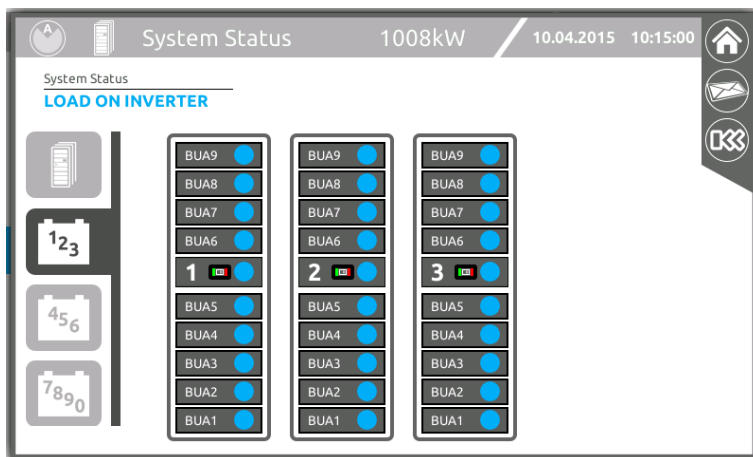 A System Status 1008kW 10.04.2015 10:15:00
System Status
LOAD ON INVERTER
BUA9 BUA9 BUA9
BUA8 BUA8 BUA8
BUA7 BUA7 BUA7
123 BUA6 BUA6 BUA6
1 2 3
456 BUA5 BUA5 BUA5
BUA4 BUA4 BUA4
BUA3 BUA3 BUA3
7890 BUA2 BUA2 BUA2
BUA1 BUA1 BUA1